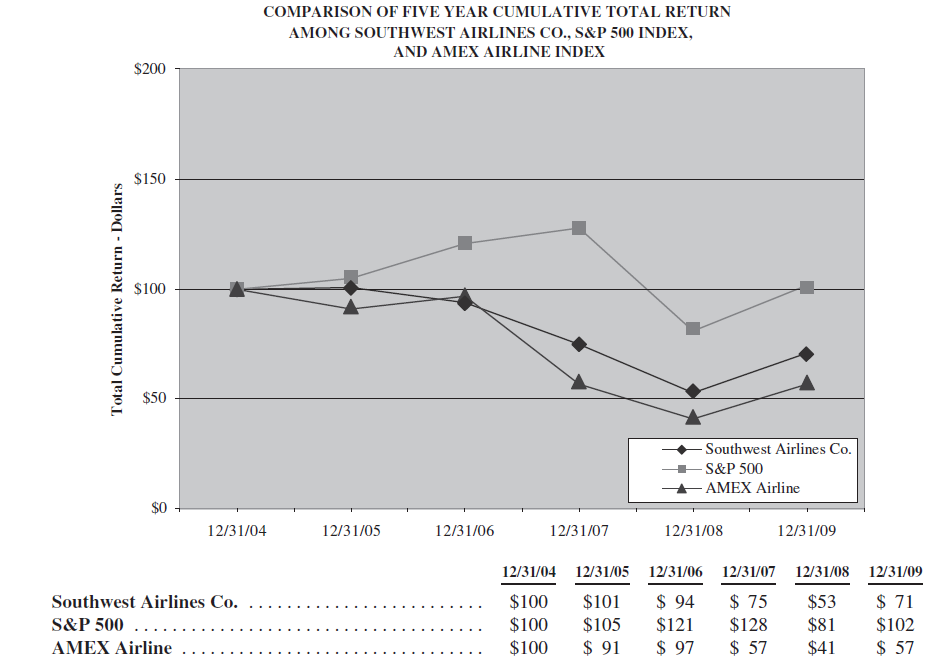 COMPARISON OF FIVE YEAR CUMULATIVE TOTAL RETURN
AMONG SOUTHWEST AIRLINES CO., S&P 500 INDEX,
AND AMEX AIRLINE INDEX
Total Cumulative Return - Dollars
$200
$150
$100
$50
$0
Southwest Airlines Co.
S&P 500
AMEX Airline
12/31/04 12/31/05 12/31/06 12/31/07 12/31/08 12/31/09
12/31/04 12/31/05 12/31/06 12/31/07 12/31/08 12/31/09
Southwest Airlines Co. . . . . . . . . . . . . . . . . . . . . . . . . $100 $101 $ 94 $ 75 $53 $ 71
S&P 500 . . . . . . . . . . . . . . . . . . . . . . . . . . . . . . . . . . . . $100 $105 $121 $128 $81 $102
AMEX Airline . . . . . . . . . . . . . . . . . . . . . . . . . . . . . . . $100 $ 91 $ 97 $ 57 $41 $ 57